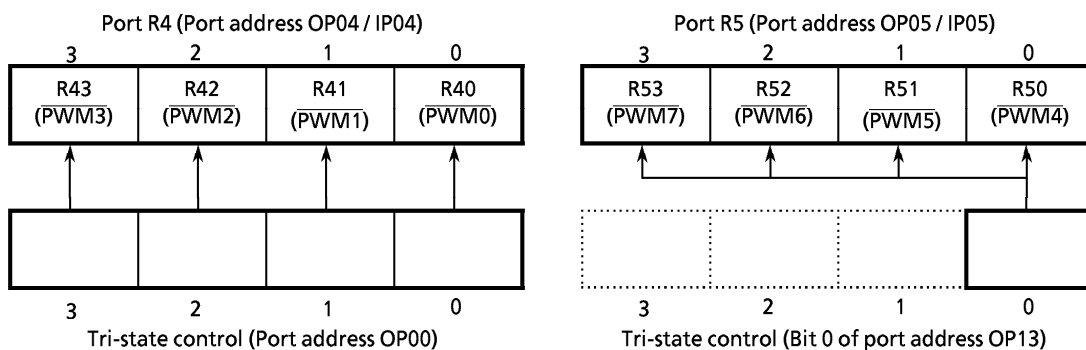 Port R4 (Port address OP04 / IP04)
3 2 1 0
R43 R42 R41 R40
(PWM3) (PWM2) (PWM1) (PWM0)
3 2 1 0
Tri-state control (Port address OP00)
Port R5 (Port address OP05 / IP05)
3 2 1 0
R53 R52 R51 R50
(PWM7) (PWM6) (PWM5) (PWM4)
3 2 1 0
Tri-state control (Bit 0 of port address OP13)